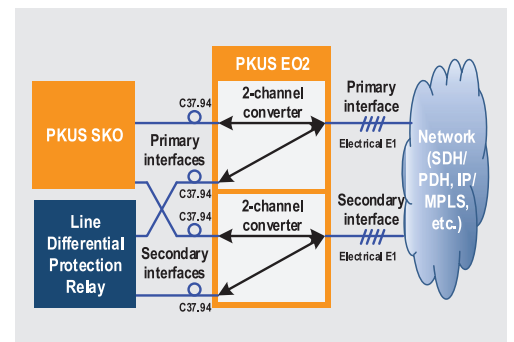 PKUS EO2
PKUS SKO
C37.94
2-channel
converter
Primary
interface
Electrical E1
Primary
interfaces
C37.94
Network
(SDH/
PDH, IP/
MPLS,
etc.)
Line
Differential
Protection
Relay
C37.94
2-channel
converter
Secondary
interface
Electrical E1
Secondary
interfaces
C37.94